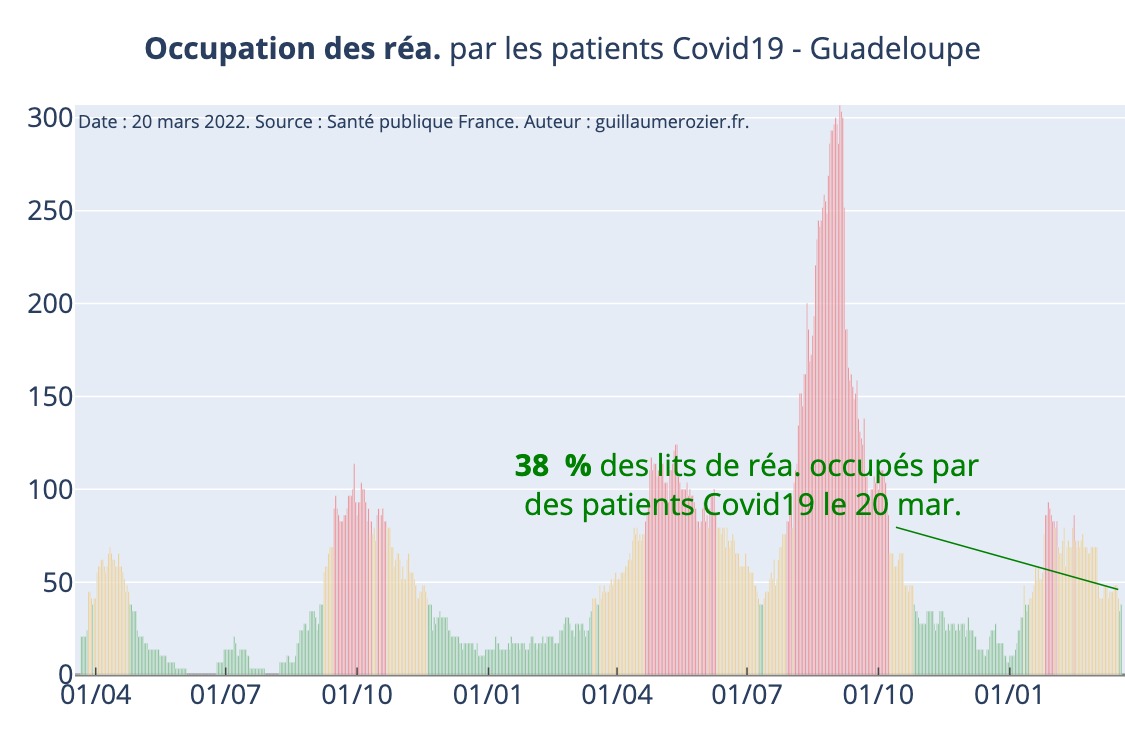 Occupation des réa. par les patients Covid19 - Guadeloupe
300
Date : 20 mars 2022. Source : Santé publique France. Auteur : guillaumerozier.fr.
250
200
150
100
50
0
38 % des lits de réa. occupés par
des patients Covid19 le 20 mar.
01/04 01/07 01/10 01/01 01/04 01/07 01/10 01/01